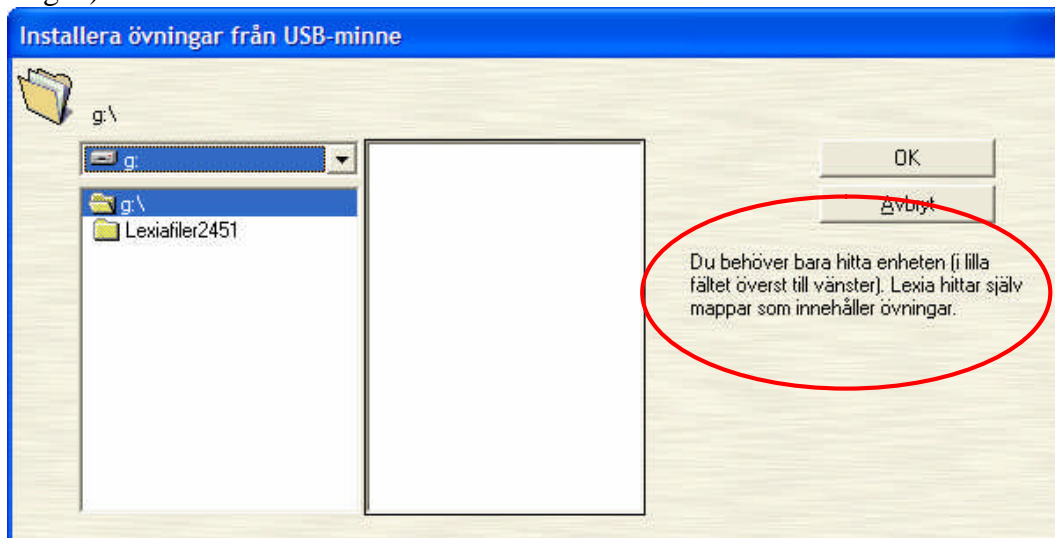 Installera övningar från USB-minne
g:\
g:
OK
g:\
Avbryt
Lexiafiler2451
Du behöver bara hitta enheten (i lilla
fältet överst till vänster). Lexia hittar själv
mappar som innehåller övningar.